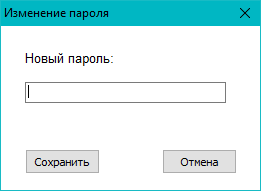 Изменение пароля
Новый пароль:
Сохранить Отмена